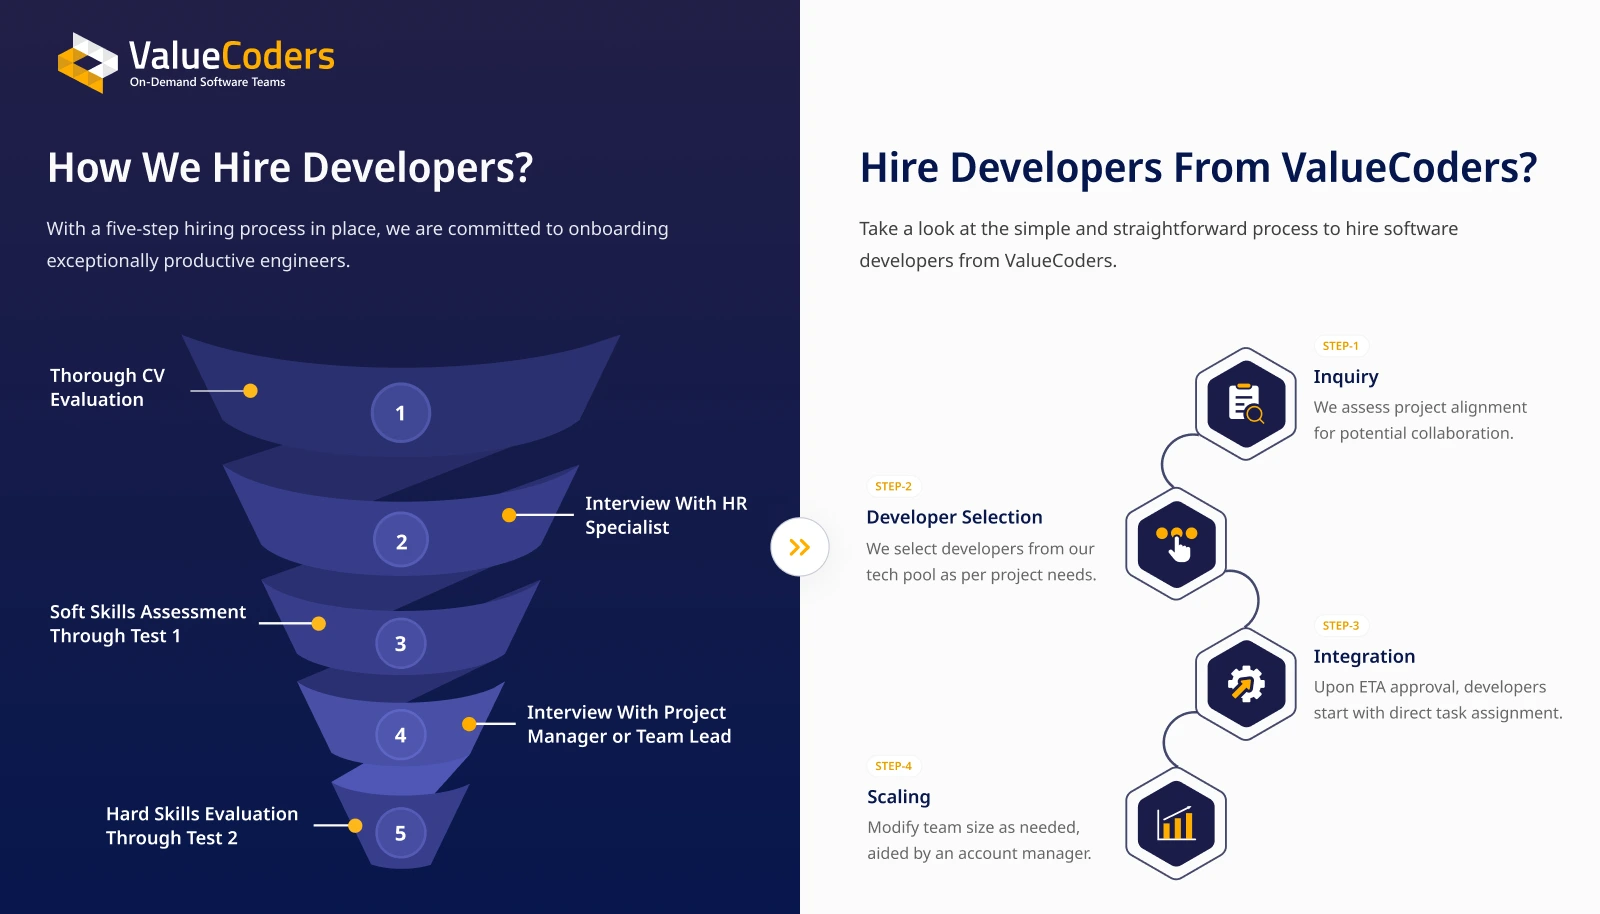 ValueCoders
On-Demand Software Teams
How We Hire Developers?
With a five-step hiring process in place, we are committed to onboarding
exceptionally productive engineers.
Thorough CV
Evaluation
1
Interview With HR
Specialist
2
Soft Skills Assessment
Through Test 1
3
Interview With Project
Manager or Team Lead
4
Hard Skills Evaluation
Through Test 2
5
Hire Developers From ValueCoders?
Take a look at the simple and straightforward process to hire software
developers from ValueCoders.
STEP-1
Inquiry
We assess project alignment
for potential collaboration.
STEP-2
Developer Selection
We select developers from our
tech pool as per project needs.
STEP-3
Integration
Upon ETA approval, developers
start with direct task assignment.
STEP-4
Scaling
Modify team size as needed,
aided by an account manager.